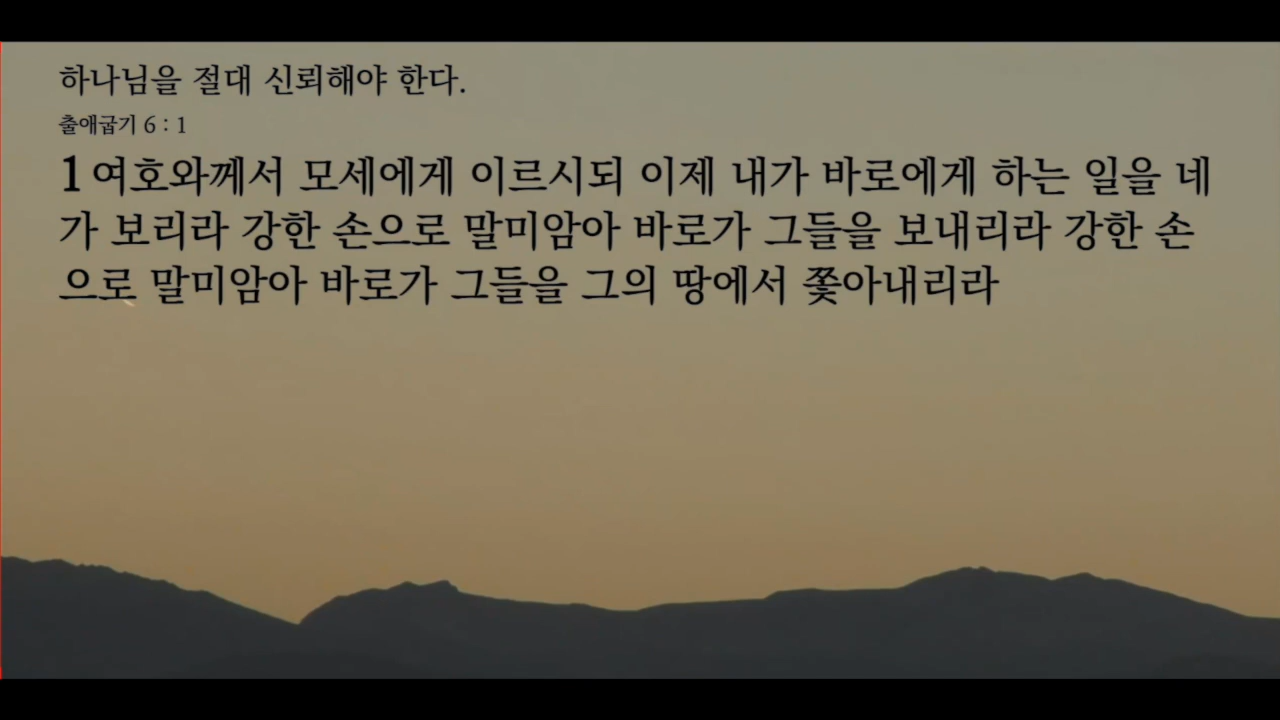 하나님을 절대 신뢰해야 한다.
출애굽기 6 : 1
1 여호와께서 모세에게 이르시되 이제 내가 바로에게 하는 일을 네
가 보리라 강한 손으로 말미암아 바로가 그들을 보내리라 강한 손
으로 말미암아 바로가 그들을 그의 땅에서 쫓아내리라